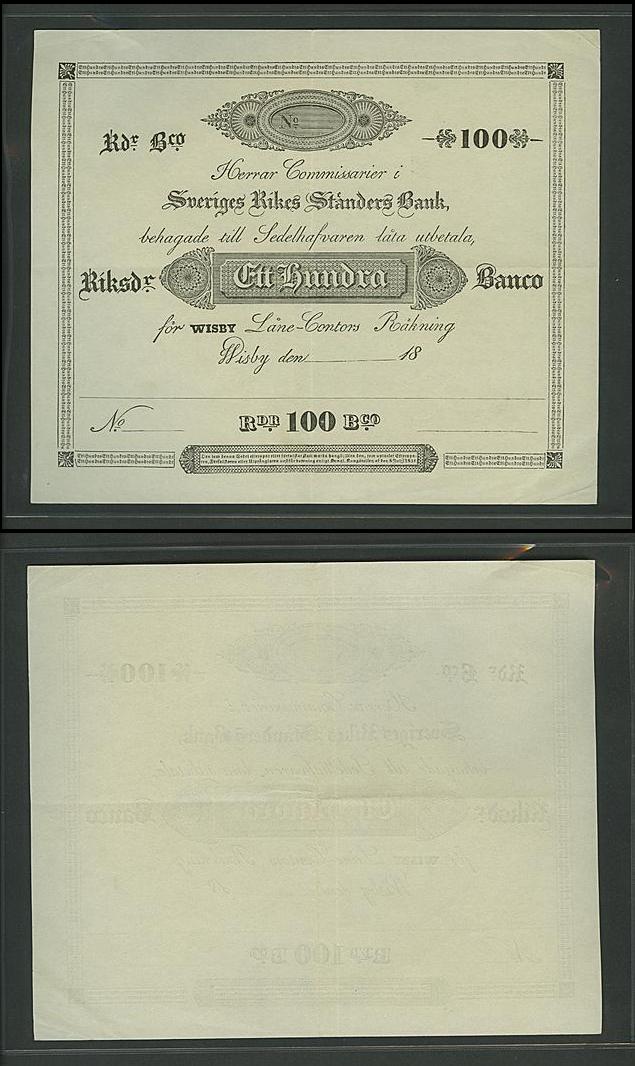 Nº
Rdr Bco
100
Herrar Commissarier i
Sveriges Rikes Ständers Bank,
behagade till Sedelhafvaren låta utbetala,
Riksdr Ett Hundra Banco
för WISBY Låne-Contors Räkning
Wisby den 18
Nº RDR 100 BCO